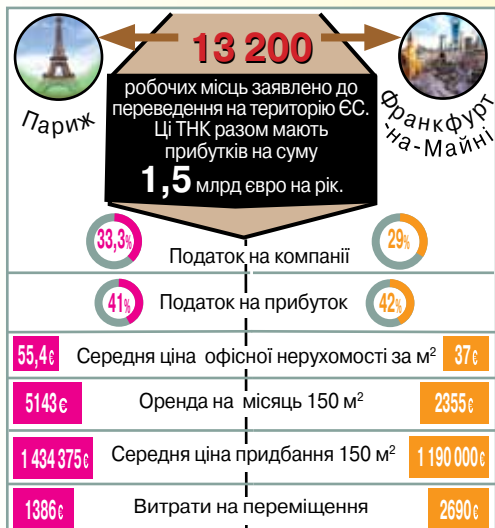 13 200
Париж
Франкфурт
-на-Майні
робочих місць заявлено до
переведення на територію ЄС.
Ці ТНК разом мають
прибутків на суму
1,5 млрд євро на рік.
33,3% Податок на компанії 29%
41% Податок на прибуток 42%
55,4€ Середня ціна офісної нерухомості за м² 37€
5143€ Оренда на місяць 150 м² 2355€
1 434 375€ Середня ціна придбання 150 м² 1 190 000€
1386€ Витрати на переміщення 2690€